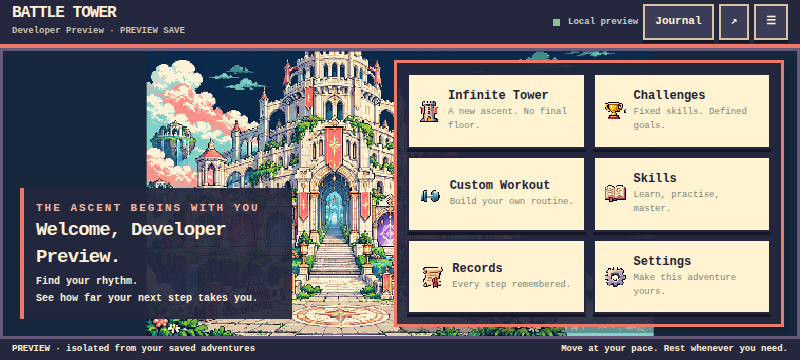 BATTLE TOWER
Developer Preview · PREVIEW SAVE
Local preview
Journal
↗
☰
THE ASCENT BEGINS WITH YOU
Welcome, Developer
Preview.
Find your rhythm.
See how far your next step takes you.
Infinite Tower
A new ascent. No final
floor.
Challenges
Fixed skills. Defined
goals.
Custom Workout
Build your own routine.
Skills
Learn, practise,
master.
Records
Every step remembered.
Settings
Make this adventure
yours.
PREVIEW · isolated from your saved adventures
Move at your pace. Rest whenever you need.